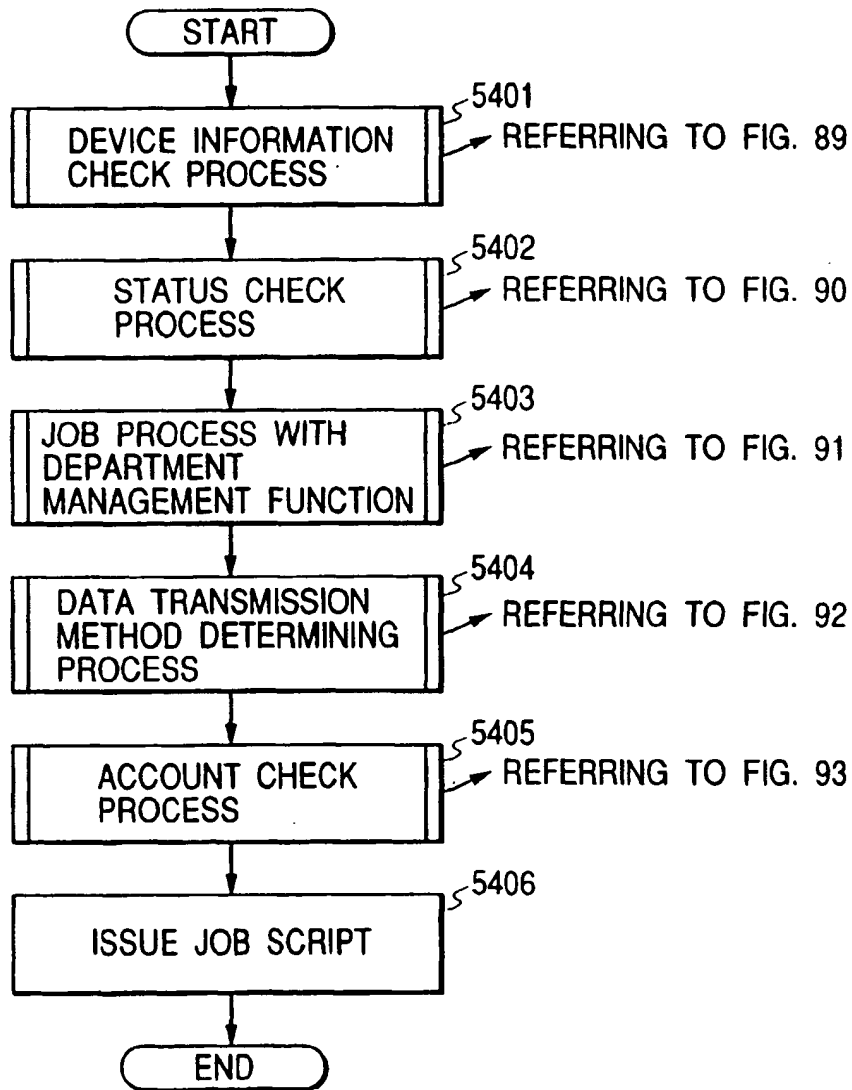 START
5401
DEVICE INFORMATION
CHECK PROCESS
REFERRING TO FIG. 89
5402
STATUS CHECK
PROCESS
REFERRING TO FIG. 90
5403
JOB PROCESS WITH
DEPARTMENT
MANAGEMENT FUNCTION
REFERRING TO FIG. 91
5404
DATA TRANSMISSION
METHOD DETERMINING
PROCESS
REFERRING TO FIG. 92
5405
ACCOUNT CHECK
PROCESS
REFERRING TO FIG. 93
5406
ISSUE JOB SCRIPT
END